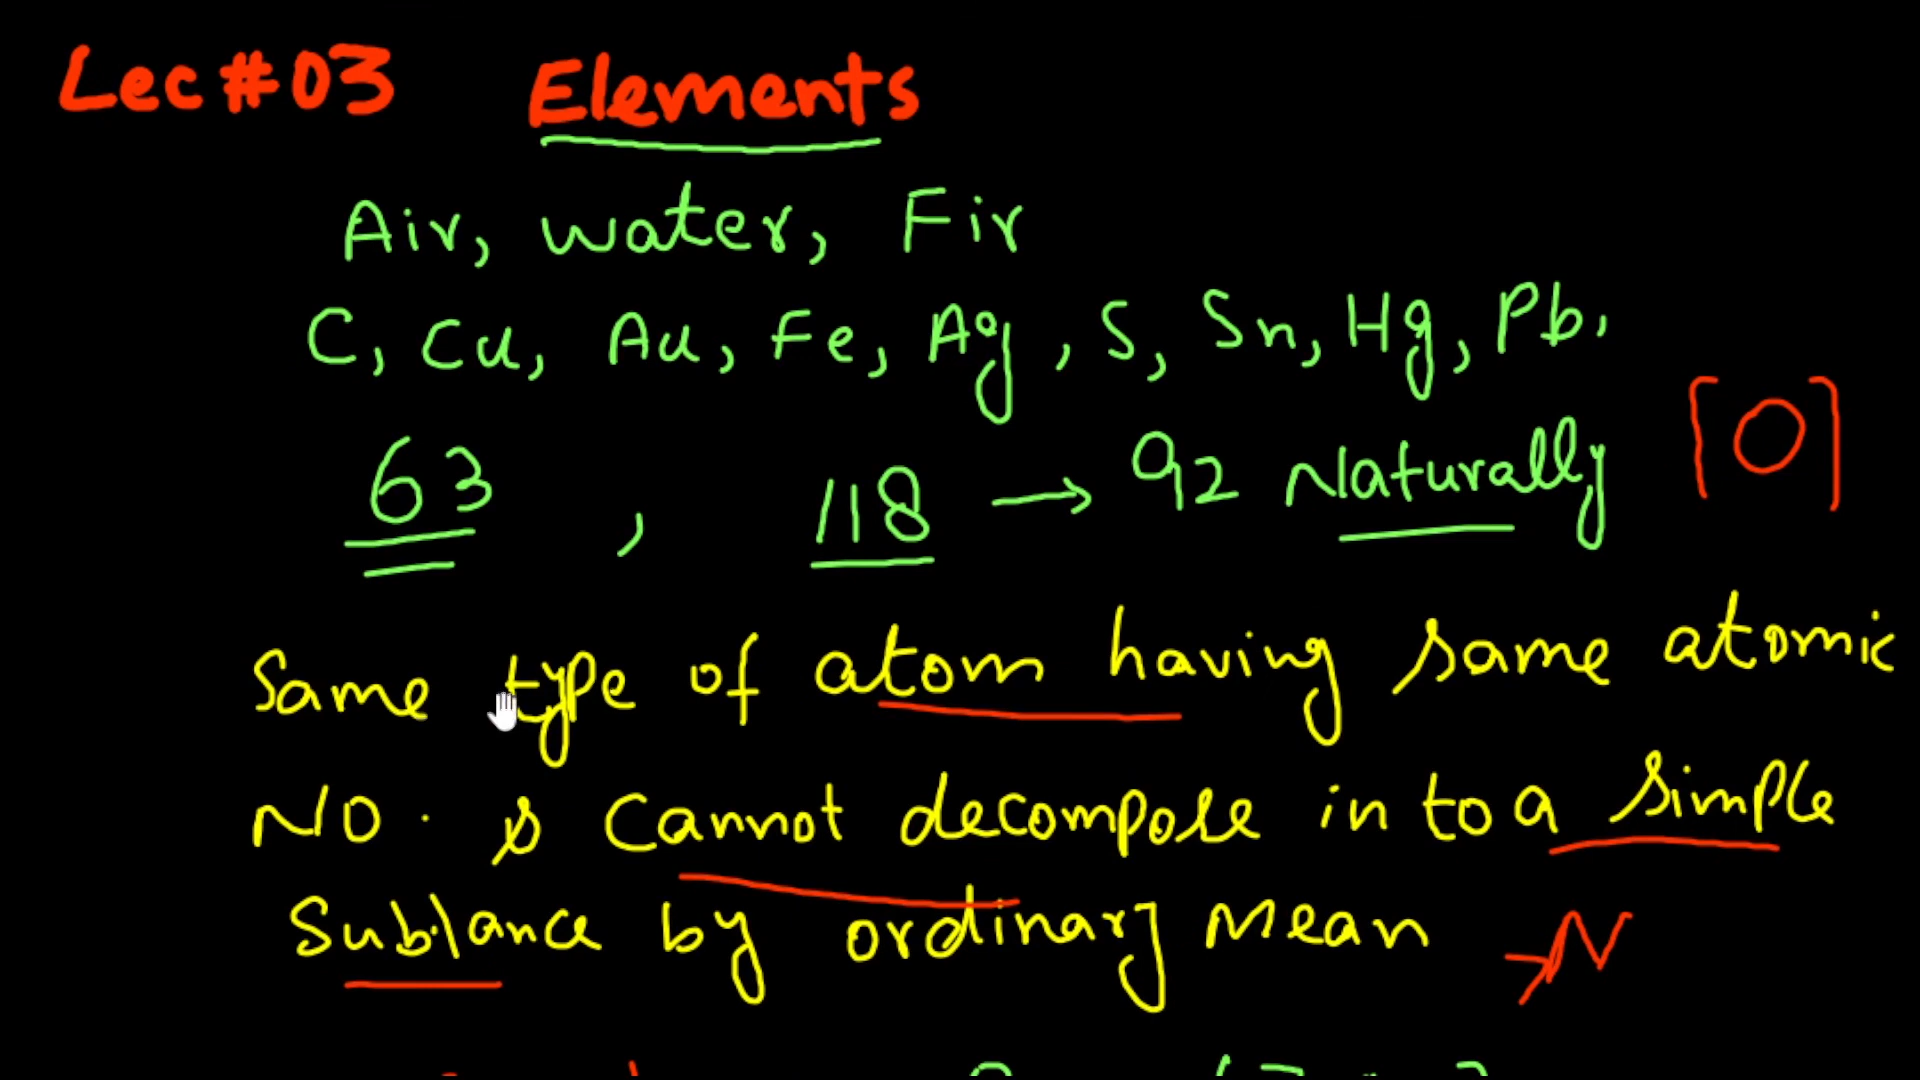 Lec #03 Elements
Air, water, Fir
C, Cu, Au, Fe, Ag, S, Sn, Hg, Pb,
63, 118 → 92 Naturally [O]
Same type of atom having same atomic
NO. & Cannot decompose in to a simple
Substance by ordinary mean → N